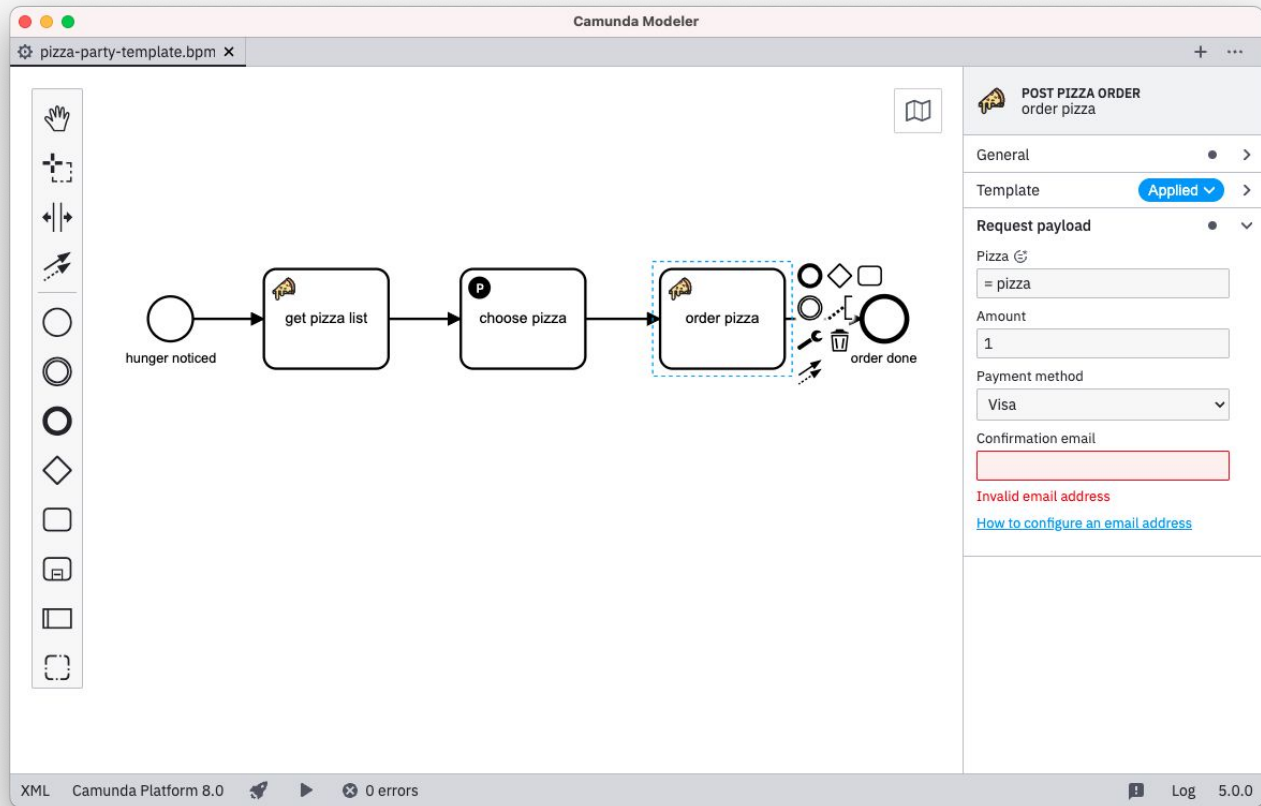 Camunda Modeler
pizza-party-template.bpm
POST PIZZA ORDER
order pizza
General
Template
Applied
Request payload
Pizza
= pizza
Amount
1
Payment method
Visa
Confirmation email
Invalid email address
How to configure an email address
hunger noticed
get pizza list
P
choose pizza
order pizza
order done
XML Camunda Platform 8.0 0 errors Log 5.0.0